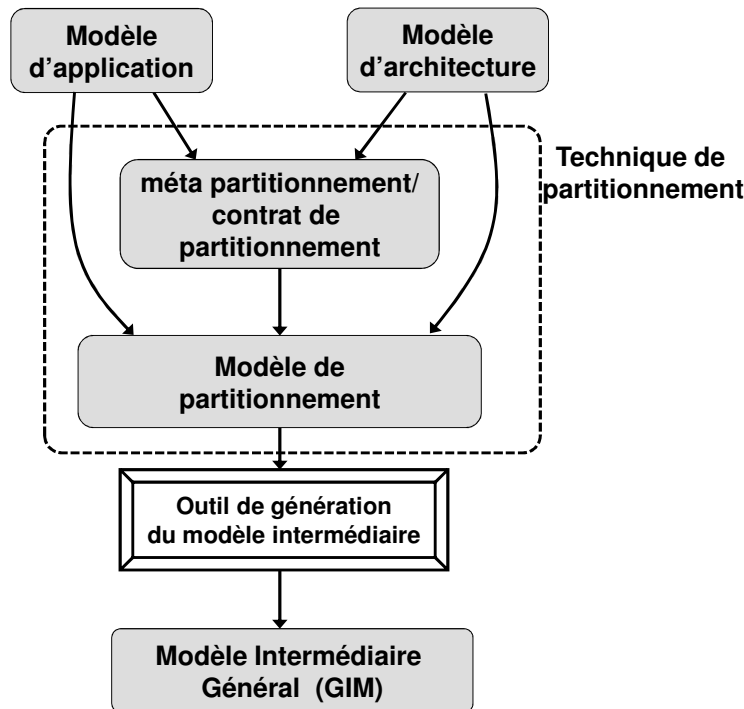 Modèle
d'application
Modèle
d'architecture
Technique de
partitionnement
méta partitionnement/
contrat de
partitionnement
Modèle de
partitionnement
Outil de génération
du modèle intermédiaire
Modèle Intermédiaire
Général (GIM)